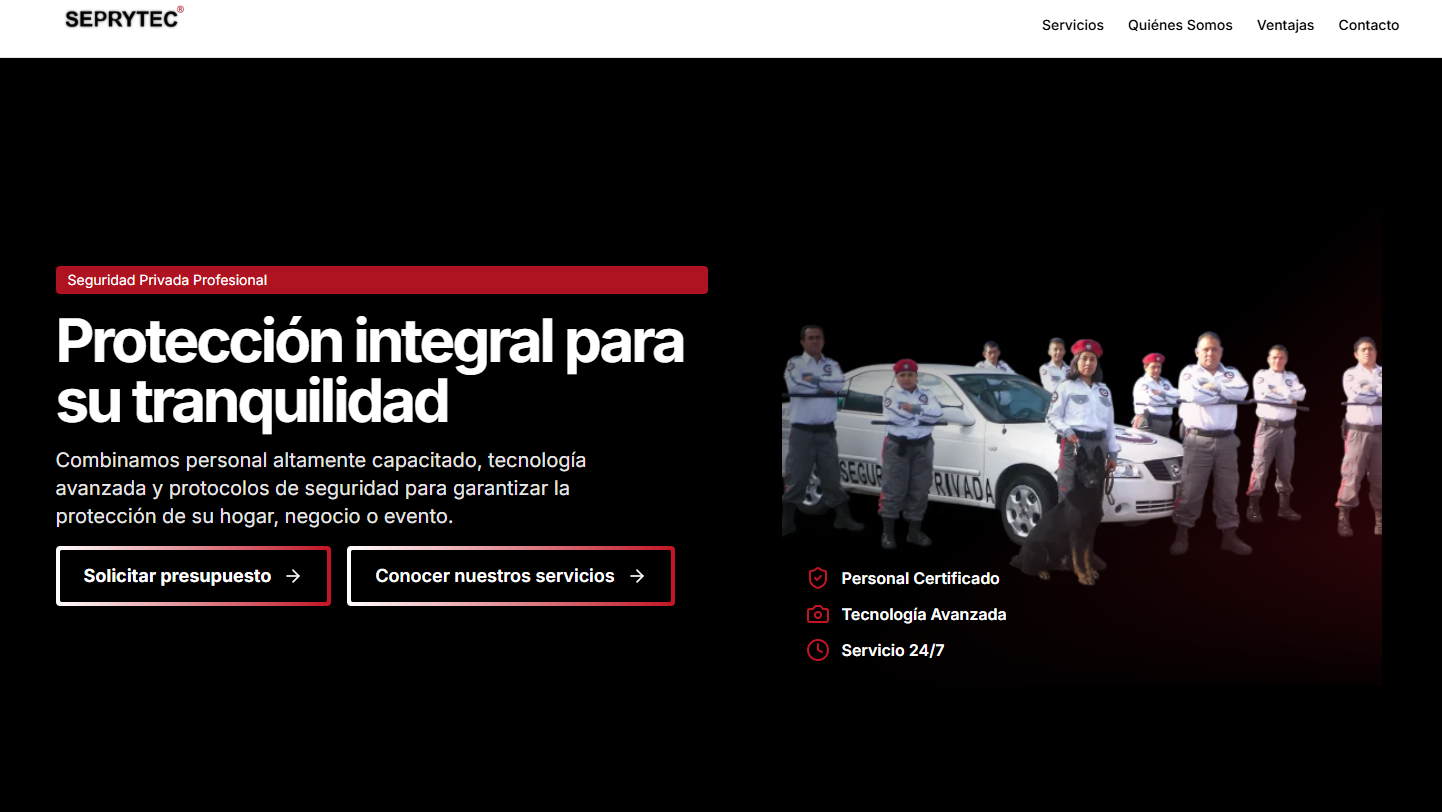 SEPRYTEC®
Servicios
Quiénes Somos
Ventajas
Contacto
Seguridad Privada Profesional
Protección integral para
su tranquilidad
Combinamos personal altamente capacitado, tecnología
avanzada y protocolos de seguridad para garantizar la
protección de su hogar, negocio o evento.
Solicitar presupuesto
Conocer nuestros servicios
SEGUR
PRIVADA
Personal Certificado
Tecnología Avanzada
Servicio 24/7